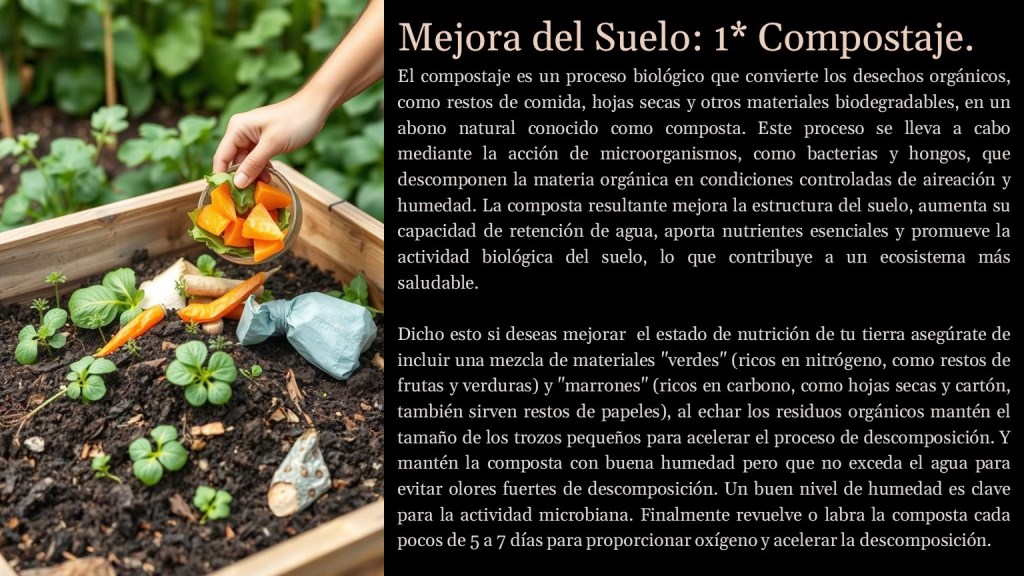 Mejora del Suelo: 1* Compostaje.
El compostaje es un proceso biológico que convierte los desechos orgánicos,
como restos de comida, hojas secas y otros materiales biodegradables, en un
abono natural conocido como composta. Este proceso se lleva a cabo
mediante la acción de microorganismos, como bacterias y hongos, que
descomponen la materia orgánica en condiciones controladas de aireación y
humedad. La composta resultante mejora la estructura del suelo, aumenta su
capacidad de retención de agua, aporta nutrientes esenciales y promueve la
actividad biológica del suelo, lo que contribuye a un ecosistema más
saludable.
Dicho esto si deseas mejorar  el estado de nutrición de tu tierra asegúrate de
incluir una mezcla de materiales "verdes" (ricos en nitrógeno, como restos de
frutas y verduras) y "marrones" (ricos en carbono, como hojas secas y cartón,
también sirven restos de papeles), al echar los residuos orgánicos mantén el
tamaño de los trozos pequeños para acelerar el proceso de descomposición. Y
mantén la composta con buena humedad pero que no exceda el agua para
evitar olores fuertes de descomposición. Un buen nivel de humedad es clave
para la actividad microbiana. Finalmente revuelve o labra la composta cada
pocos de 5 a 7 días para proporcionar oxígeno y acelerar la descomposición.